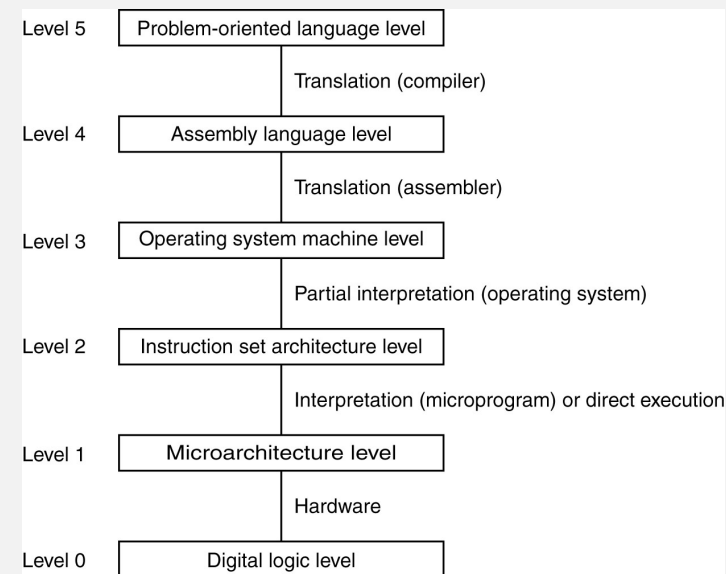 Level 5 Problem-oriented language level
Translation (compiler)
Level 4 Assembly language level
Translation (assembler)
Level 3 Operating system machine level
Partial interpretation (operating system)
Level 2 Instruction set architecture level
Interpretation (microprogram) or direct execution
Level 1 Microarchitecture level
Hardware
Level 0 Digital logic level